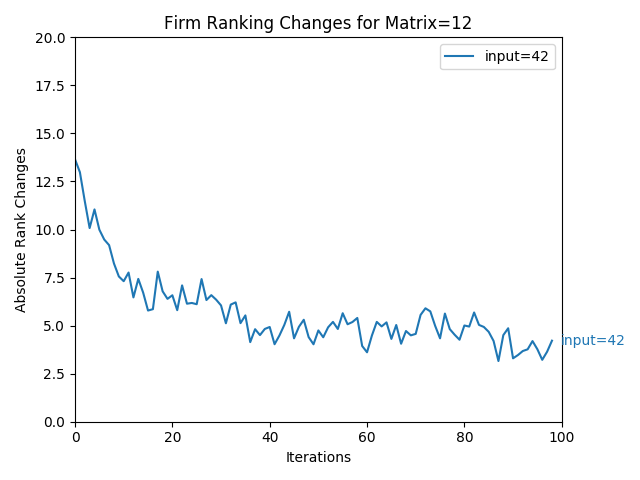 Firm Ranking Changes for Matrix=12
20.0
17.5
15.0
12.5
10.0
7.5
5.0
2.5
0.0
Absolute Rank Changes
input=42
input=42
0 20 40 60 80 100
Iterations